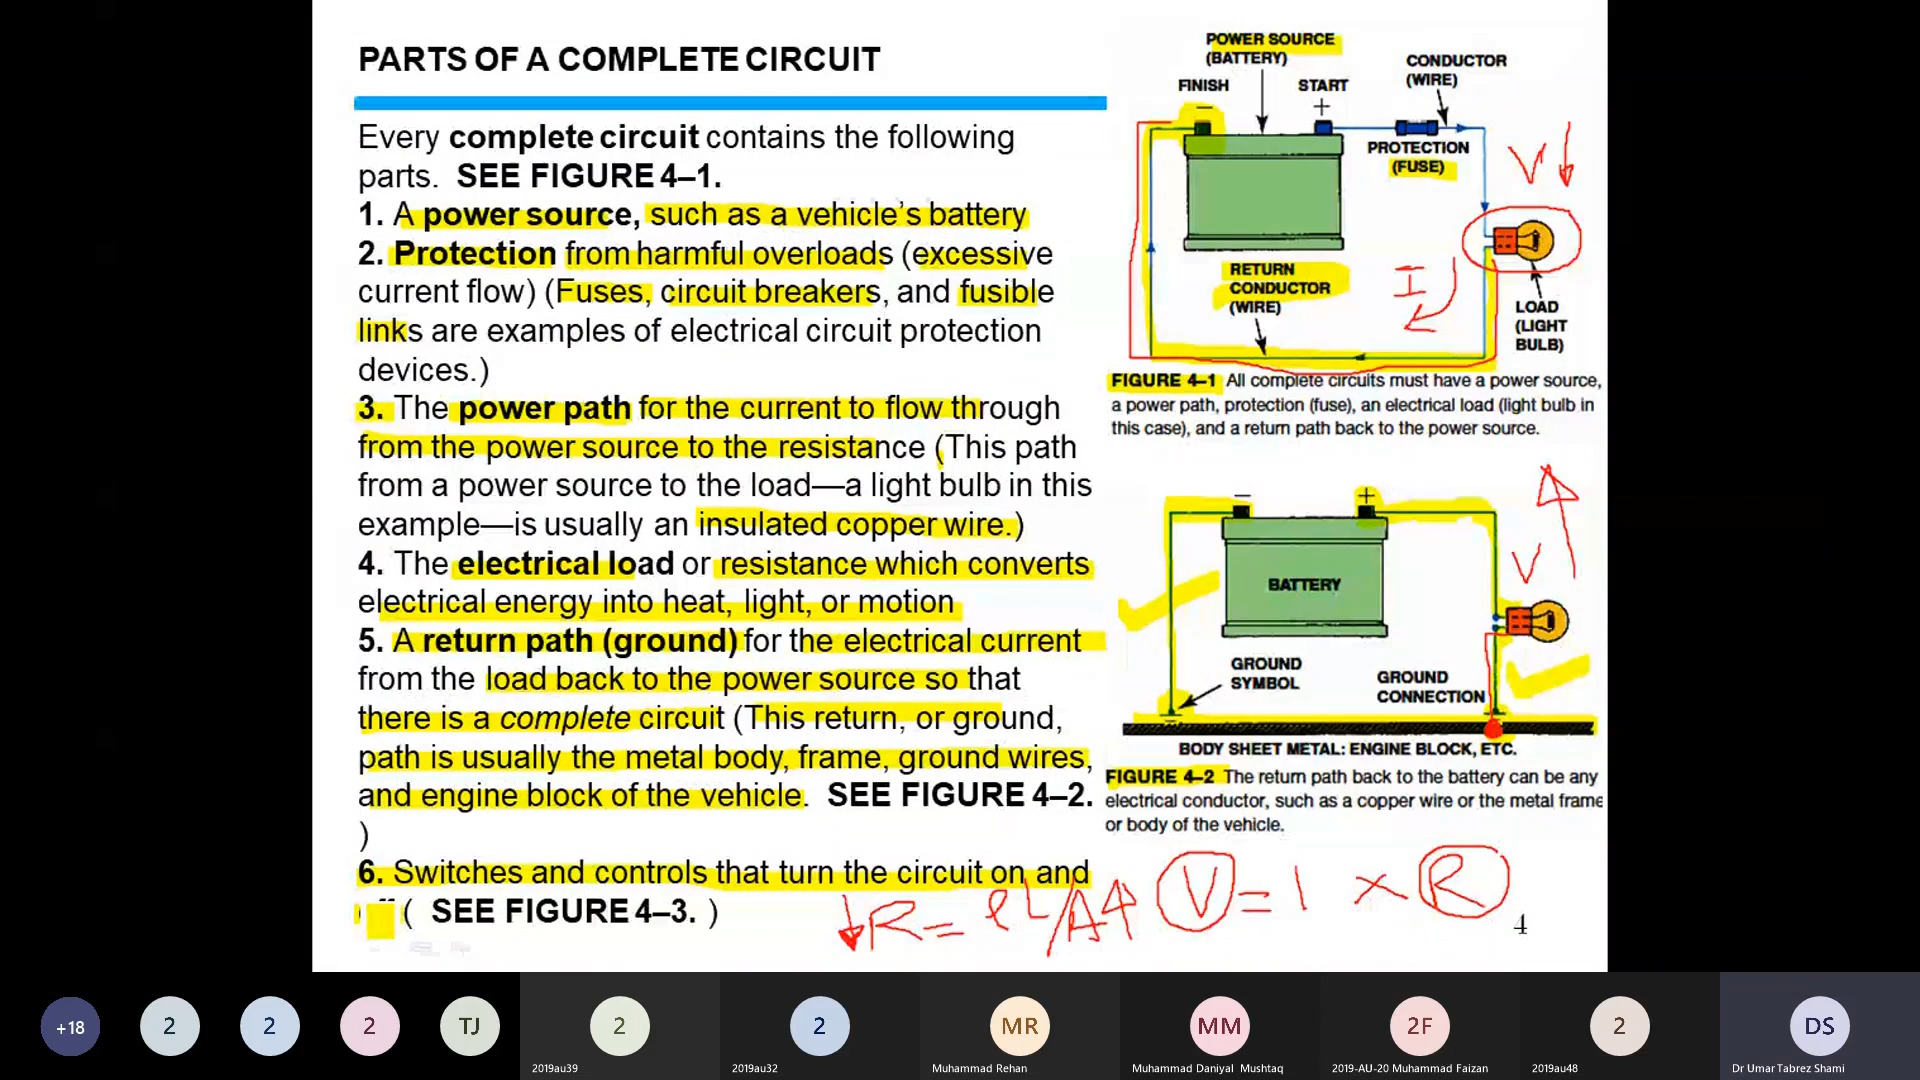 PARTS OF A COMPLETE CIRCUIT
Every complete circuit contains the following
parts. SEE FIGURE 4–1.
1. A power source, such as a vehicle's battery
2. Protection from harmful overloads (excessive
current flow) (Fuses, circuit breakers, and fusible
links are examples of electrical circuit protection
devices.)
3. The power path for the current to flow through
from the power source to the resistance (This path
from a power source to the load—a light bulb in this
example—is usually an insulated copper wire.)
4. The electrical load or resistance which converts
electrical energy into heat, light, or motion
5. A return path (ground) for the electrical current
from the load back to the power source so that
there is a complete circuit (This return, or ground,
path is usually the metal body, frame, ground wires,
and engine block of the vehicle. SEE FIGURE 4–2.
)
6. Switches and controls that turn the circuit on and
( SEE FIGURE 4–3. )
POWER SOURCE
(BATTERY)
CONDUCTOR
(WIRE)
FINISH
START
−
+
PROTECTION
(FUSE)
V
RETURN
CONDUCTOR
(WIRE)
I
LOAD
(LIGHT
BULB)
FIGURE 4–1 All complete circuits must have a power source,
a power path, protection (fuse), an electrical load (light bulb in
this case), and a return path back to the power source.
−
+
BATTERY
V
GROUND
SYMBOL
GROUND
CONNECTION
BODY SHEET METAL: ENGINE BLOCK, ETC.
FIGURE 4–2 The return path back to the battery can be any
electrical conductor, such as a copper wire or the metal frame
or body of the vehicle.
R = L/A
V = I × R
4
+18
2
2
2
TJ
2
2019au39
2
2019au32
MR
Muhammad Rehan
MM
Muhammad Daniyal Mushtaq
2F
2019-AU-20 Muhammad Faizan
2
2019au48
DS
Dr Umar Tabrez Shami